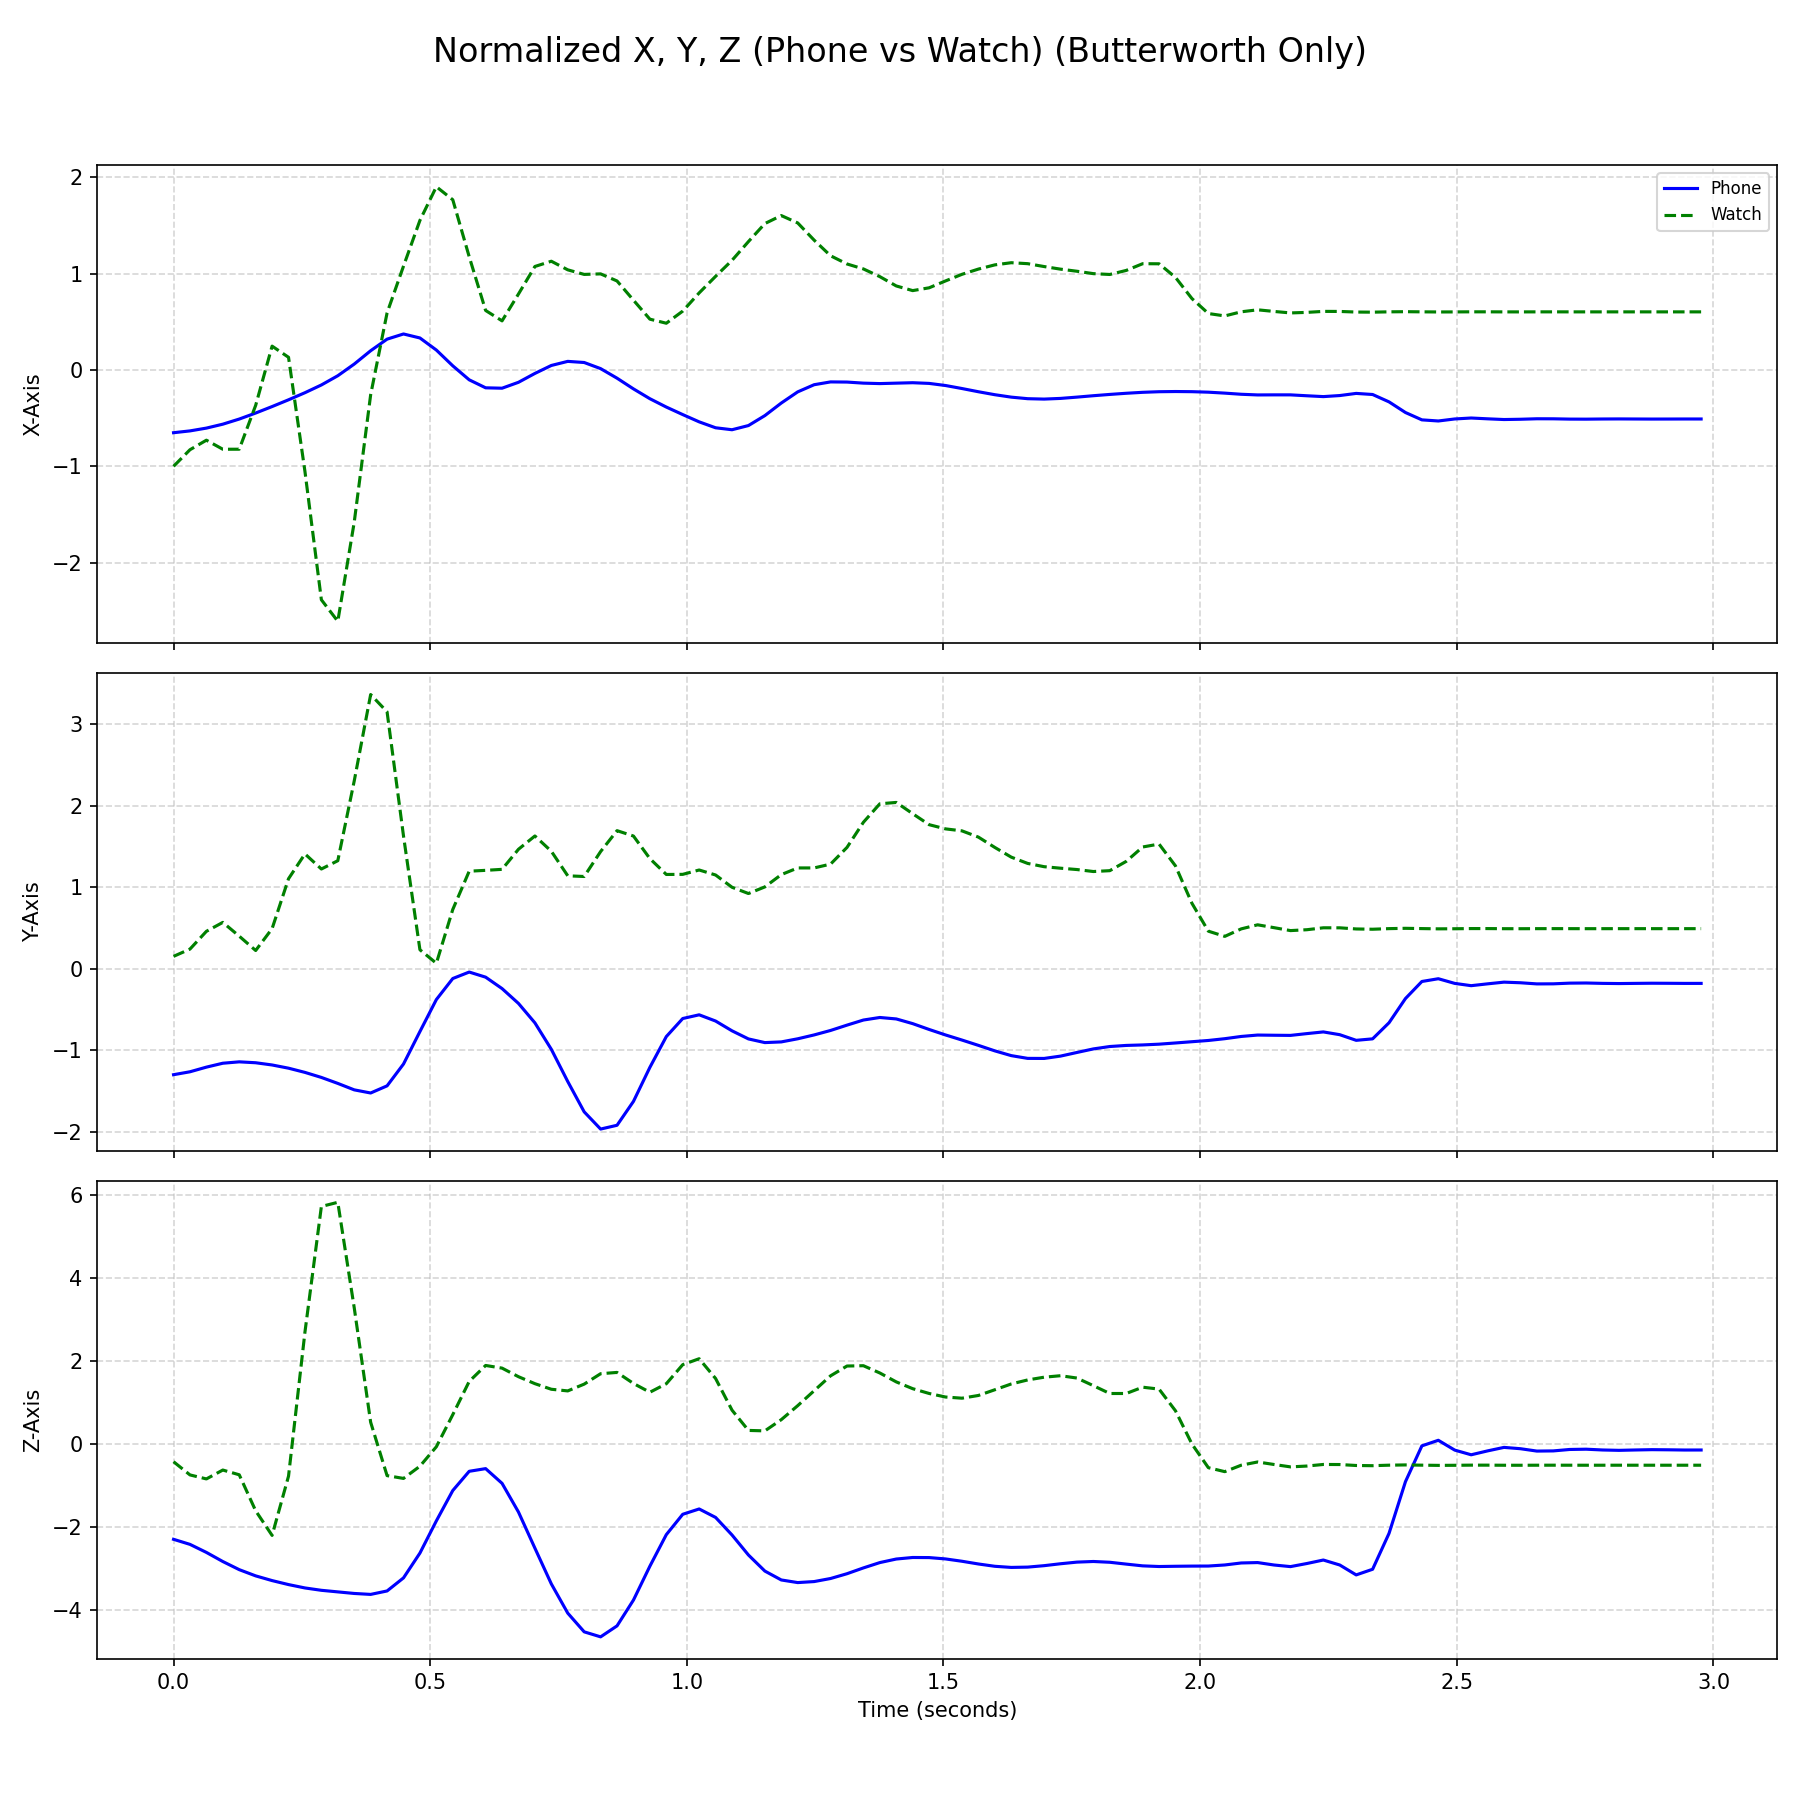 Normalized X, Y, Z (Phone vs Watch) (Butterworth Only)
Phone
Watch
2
1
0
−1
−2
X-Axis
3
2
1
0
−1
−2
Y-Axis
6
4
2
0
−2
−4
Z-Axis
0.0 0.5 1.0 1.5 2.0 2.5 3.0
Time (seconds)